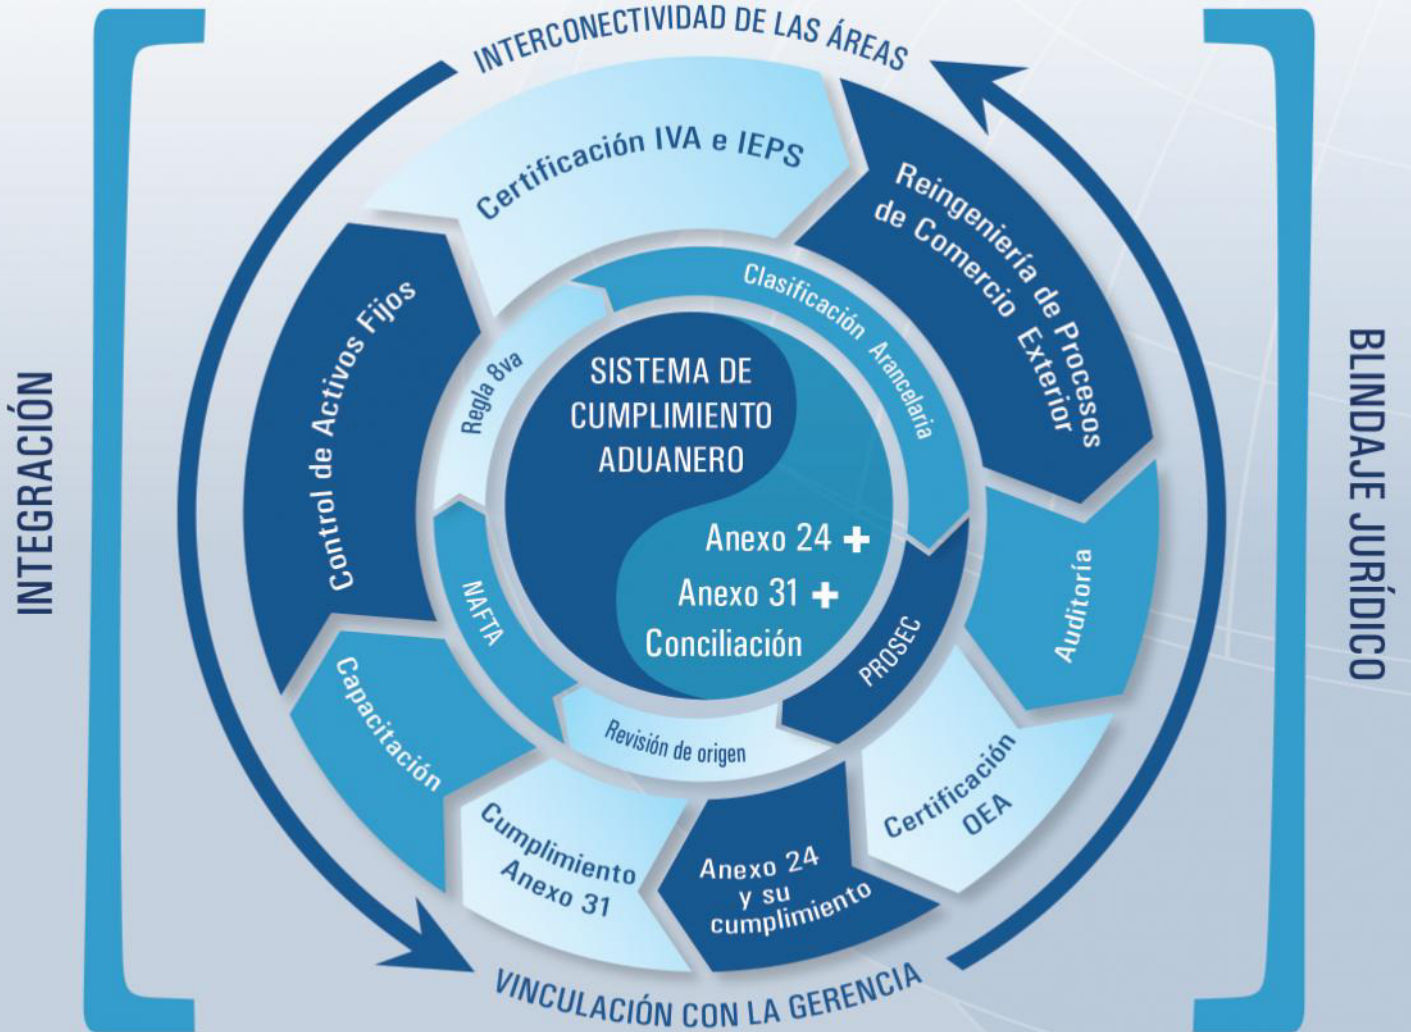 INTERCONECTIVIDAD DE LAS ÁREAS
INTEGRACIÓN
BLINDAJE JURÍDICO
Certificación IVA e IEPS
Reingeniería de Procesos
de Comercio Exterior
Auditoría
Certificación
OEA
Anexo 24
y su
cumplimiento
Cumplimiento
Anexo 31
Capacitación
Control de Activos Fijos
Clasificación Arancelaria
PROSEC
Revisión de origen
NAFTA
Regla 8va
SISTEMA DE
CUMPLIMIENTO
ADUANERO
Anexo 24 +
Anexo 31 +
Conciliación
VINCULACIÓN CON LA GERENCIA